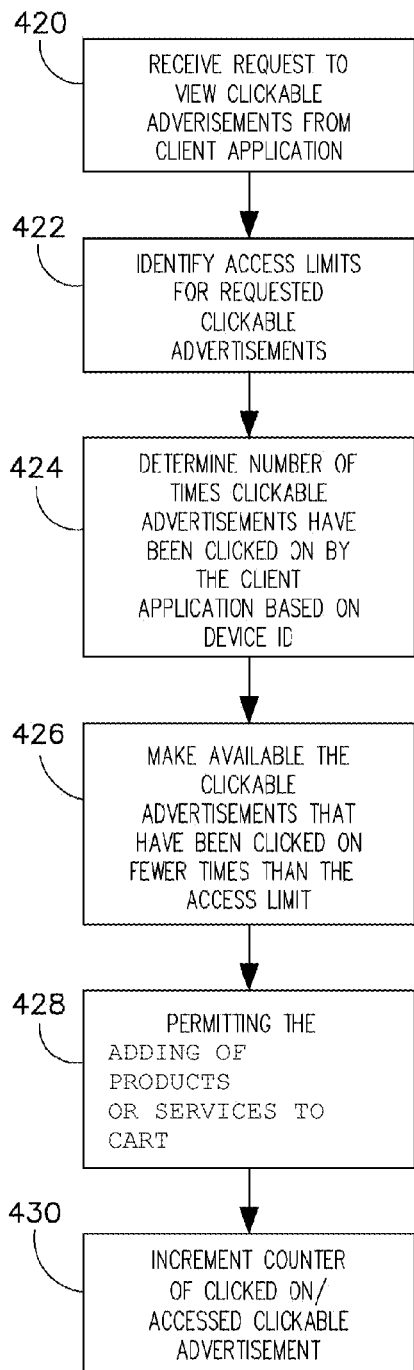 420
RECEIVE REQUEST TO
VIEW CLICKABLE
ADVERISEMENTS FROM
CLIENT APPLICATION
422
IDENTIFY ACCESS LIMITS
FOR REQUESTED
CLICKABLE
ADVERTISEMENTS
424
DETERMINE NUMBER OF
TIMES CLICKABLE
ADVERTISEMENTS HAVE
BEEN CLICKED ON BY
THE CLIENT
APPLICATION BASED ON
DEVICE ID
426
MAKE AVAILABLE THE
CLICKABLE
ADVERTISEMENTS THAT
HAVE BEEN CLICKED ON
FEWER TIMES THAN THE
ACCESS LIMIT
428
PERMITTING THE
ADDING OF
PRODUCTS
OR SERVICES TO
CART
430
INCREMENT COUNTER
OF CLICKED ON/
ACCESSED CLICKABLE
ADVERTISEMENT